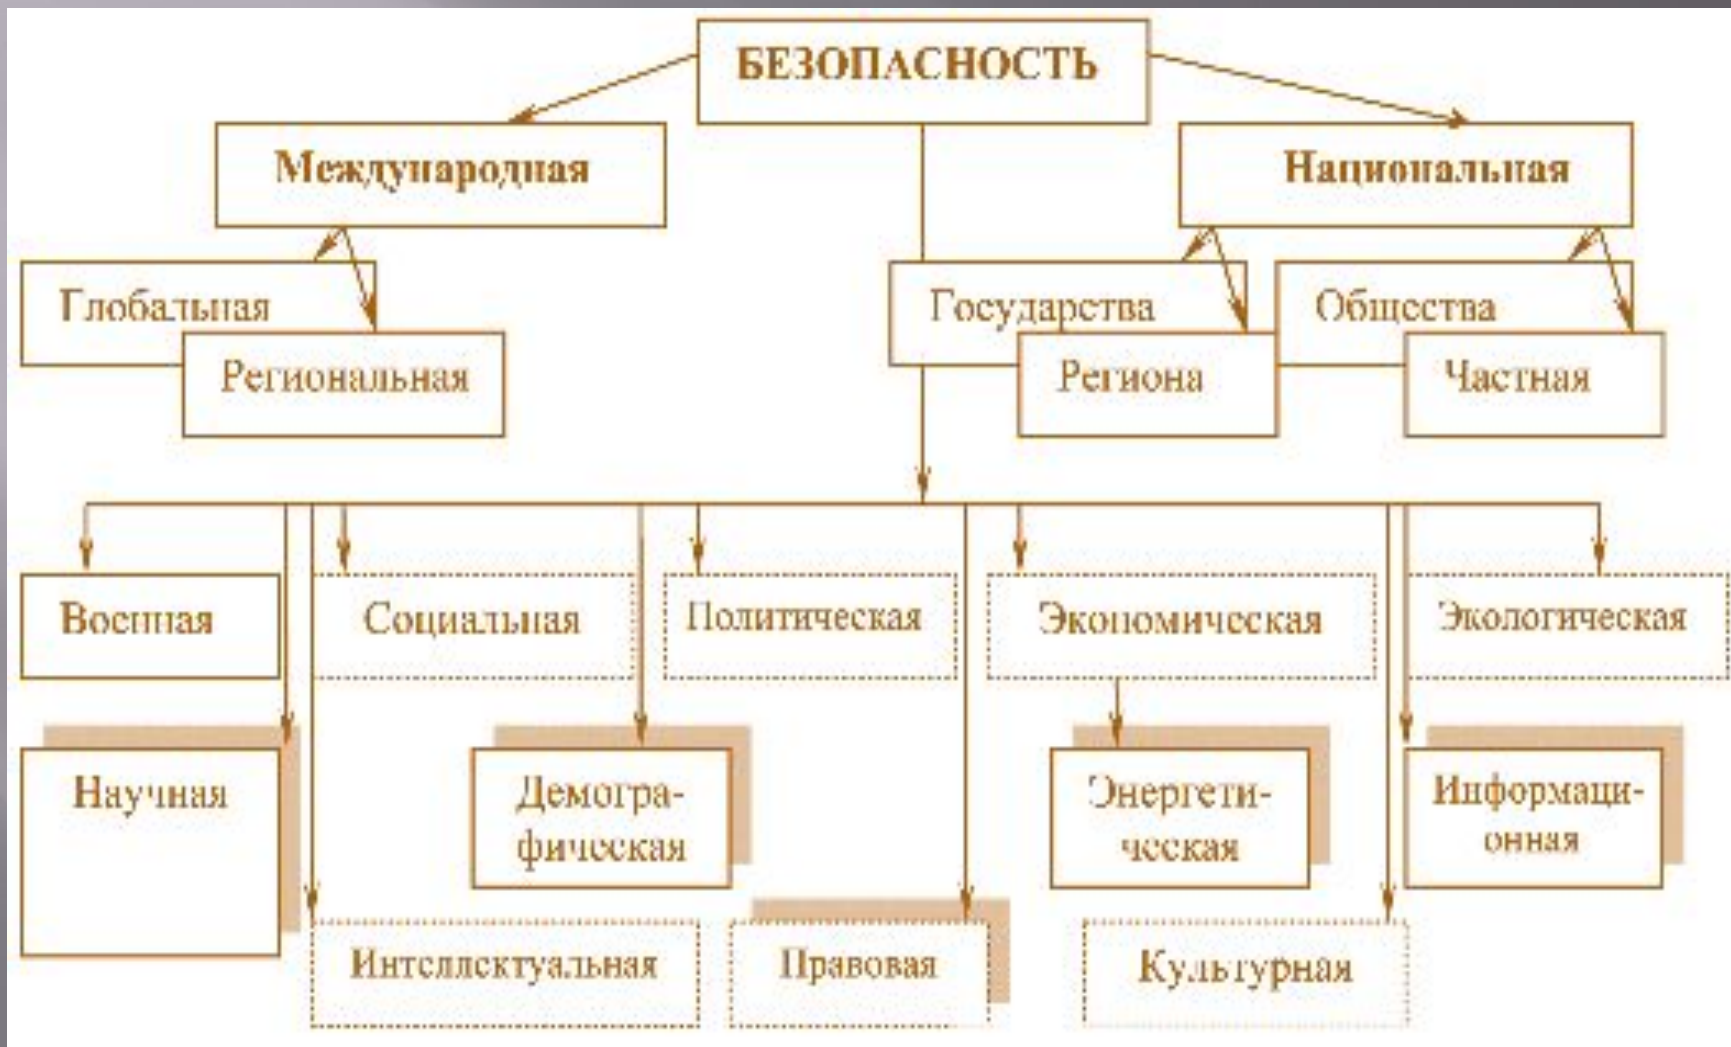 БЕЗОПАСНОСТЬ
Международная
Национальная
Глобальная
Региональная
Государства
Региона
Общества
Частная
Военная
Социальная
Политическая
Экономическая
Экологическая
Научная
Демогра-
фическая
Энергети-
ческая
Информаци-
онная
Интеллектуальная
Правовая
Культурная